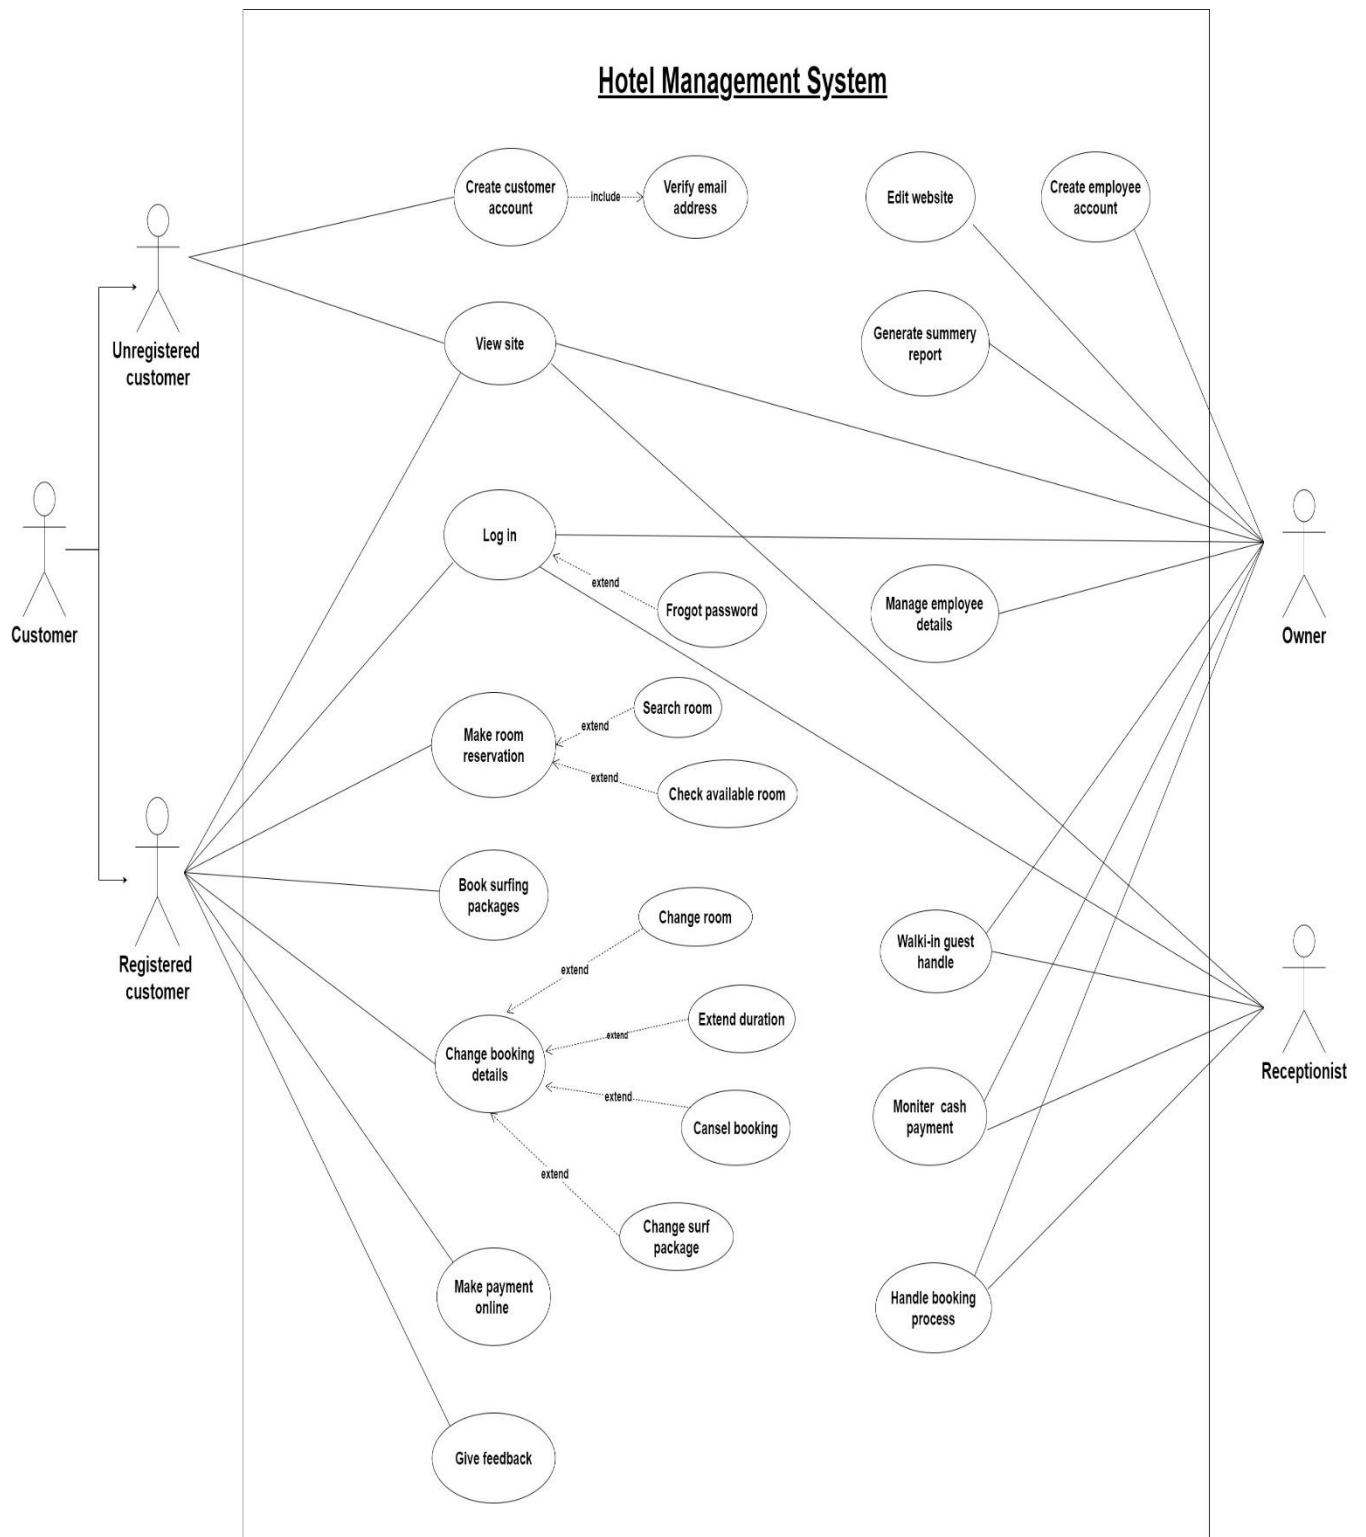 Hotel Management System
Create customer
account
include
Verify email
address
Edit website
Create employee
account
Unregistered
customer
View site
Generate summery
report
Customer
Log in
extend
Frogot password
Manage employee
details
Owner
Make room
reservation
extend
Search room
extend
Check available room
Registered
customer
Book surfing
packages
Change room
extend
Walki-in guest
handle
Change booking
details
extend
Extend duration
extend
Cansel booking
extend
Change surf
package
Moniter cash
payment
Receptionist
Make payment
online
Handle booking
process
Give feedback